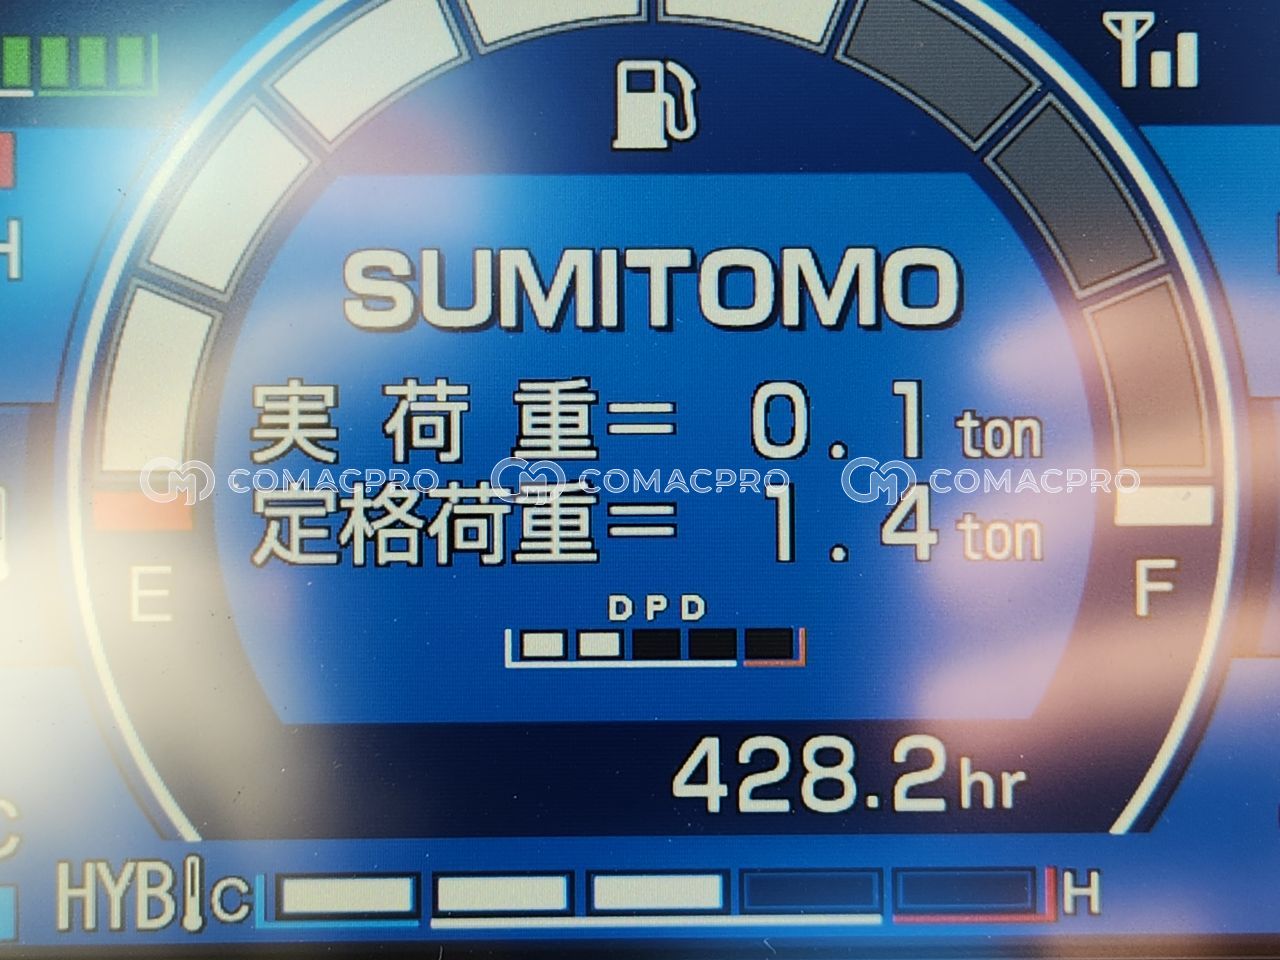 SUMITOMO
実荷重= 0.1 ton
COMACPRO COMACPRO COMACPRO
定格荷重= 1.4 ton
E
F
DPD
428.2hr
HYB C H
H
C